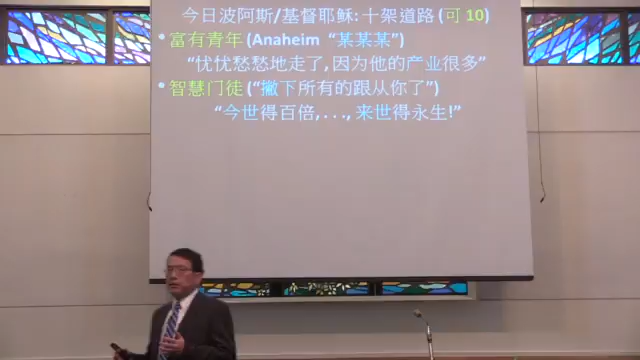 今日波阿斯/基督耶稣: 十架道路 (可 10)
• 富有青年 (Anaheim “某某某”)
“忧忧愁愁地走了, 因为他的产业很多”
• 智慧门徒 (“撇下所有的跟从你了”)
“今世得百倍, . . ., 来世得永生!”